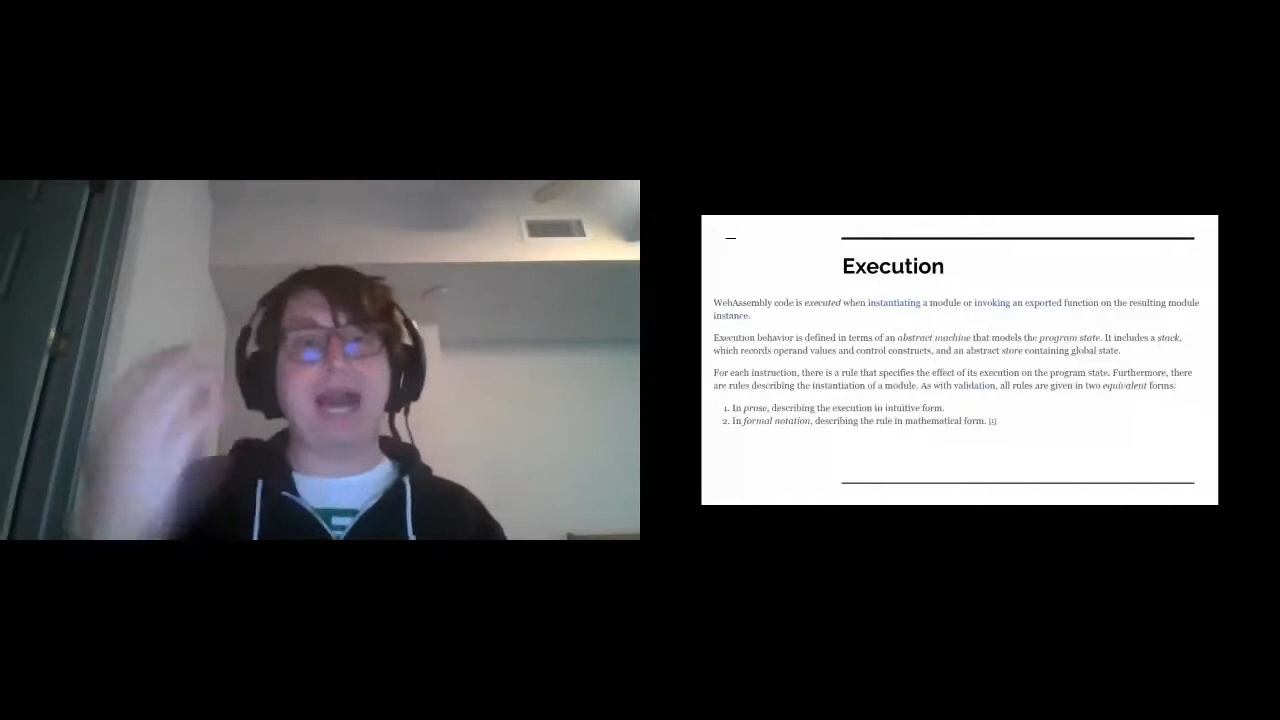 Execution
WebAssembly code is executed when instantiating a module or invoking an exported function on the resulting module
instance.
Execution behavior is defined in terms of an abstract machine that models the program state. It includes a stack,
which records operand values and control constructs, and an abstract store containing global state.
For each instruction, there is a rule that specifies the effect of its execution on the program state. Furthermore, there
are rules describing the instantiation of a module. As with validation, all rules are given in two equivalent forms:
1. In prose, describing the execution in intuitive form.
2. In formal notation, describing the rule in mathematical form. [1]